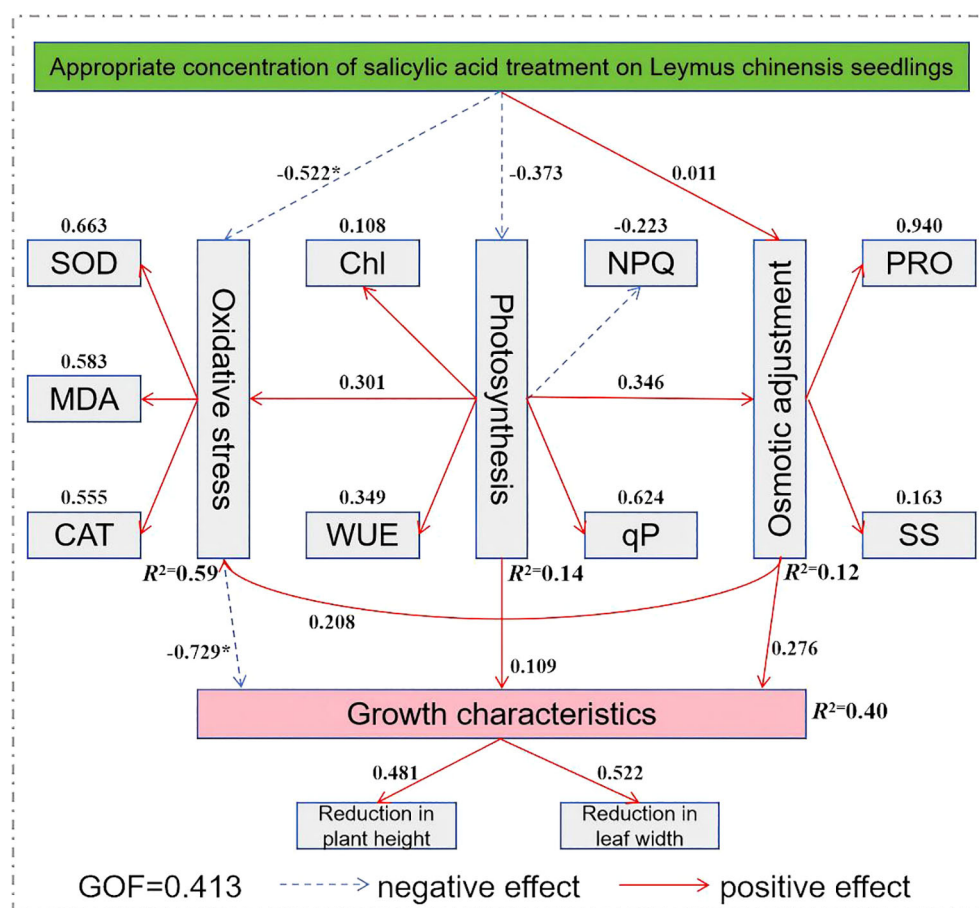 Appropriate concentration of salicylic acid treatment on Leymus chinensis seedlings
-0.522*
-0.373
0.011
0.663
SOD
0.108
Chl
-0.223
NPQ
0.940
PRO
Oxidative stress
Photosynthesis
Osmotic adjustment
0.583
MDA
0.301
0.346
0.555
CAT
0.349
WUE
0.624
qP
0.163
SS
R²=0.59
R²=0.14
R²=0.12
0.208
-0.729*
0.109
0.276
Growth characteristics
R²=0.40
0.481
0.522
Reduction in
plant height
Reduction in
leaf width
GOF=0.413
negative effect
positive effect